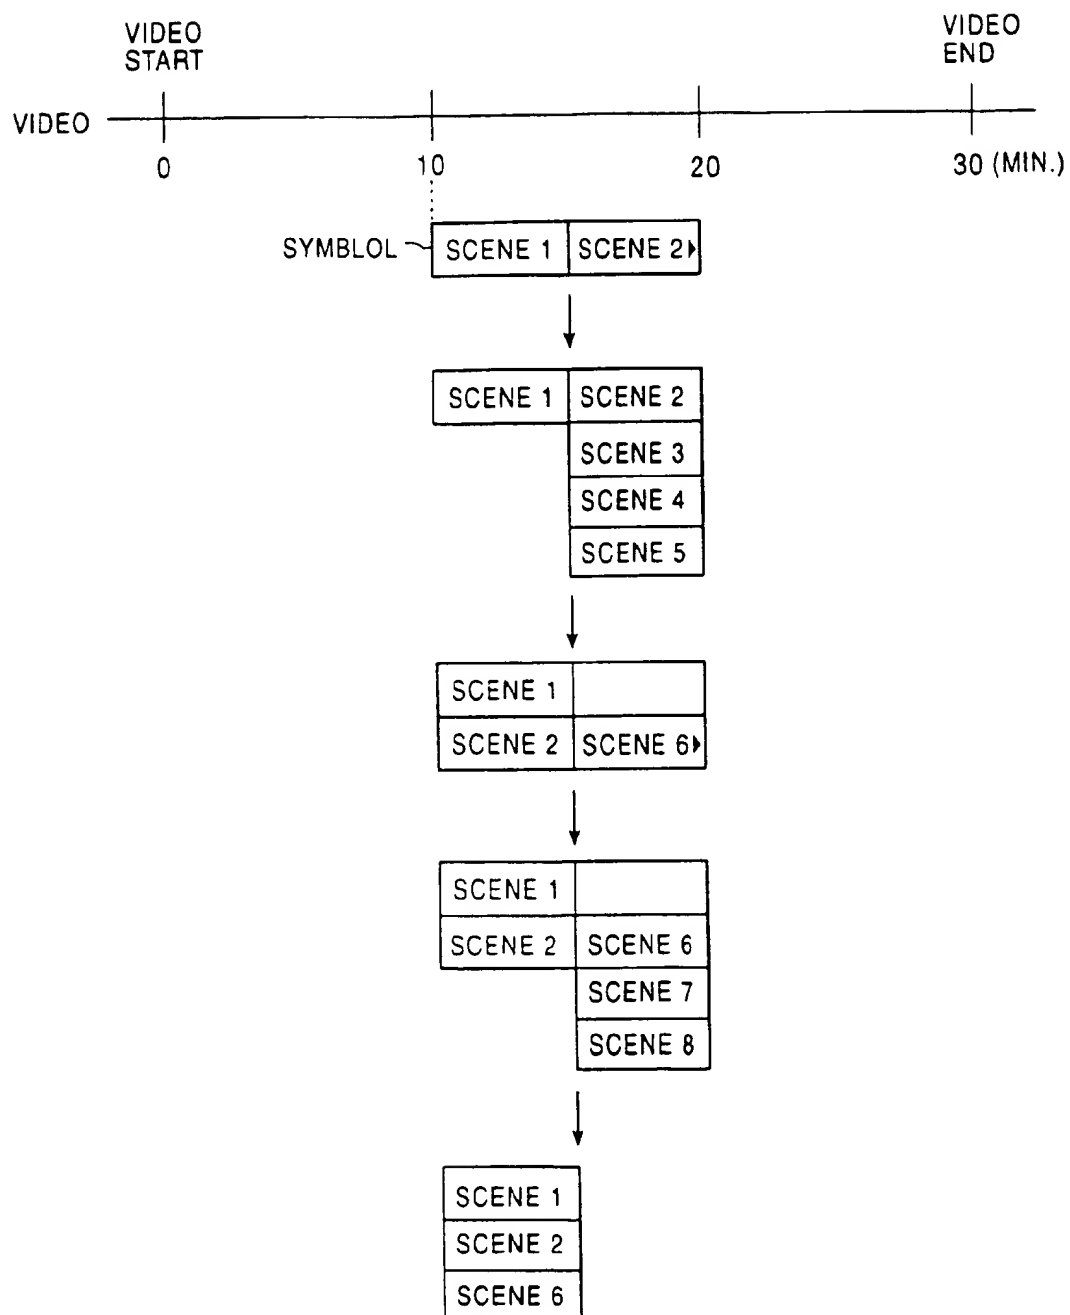 VIDEO
START
VIDEO
END
VIDEO
0 10 20 30 (MIN.)
SYMBLOL SCENE 1 SCENE 2
SCENE 1 SCENE 2
SCENE 3
SCENE 4
SCENE 5
SCENE 1
SCENE 2 SCENE 6
SCENE 1
SCENE 2 SCENE 6
SCENE 7
SCENE 8
SCENE 1
SCENE 2
SCENE 6